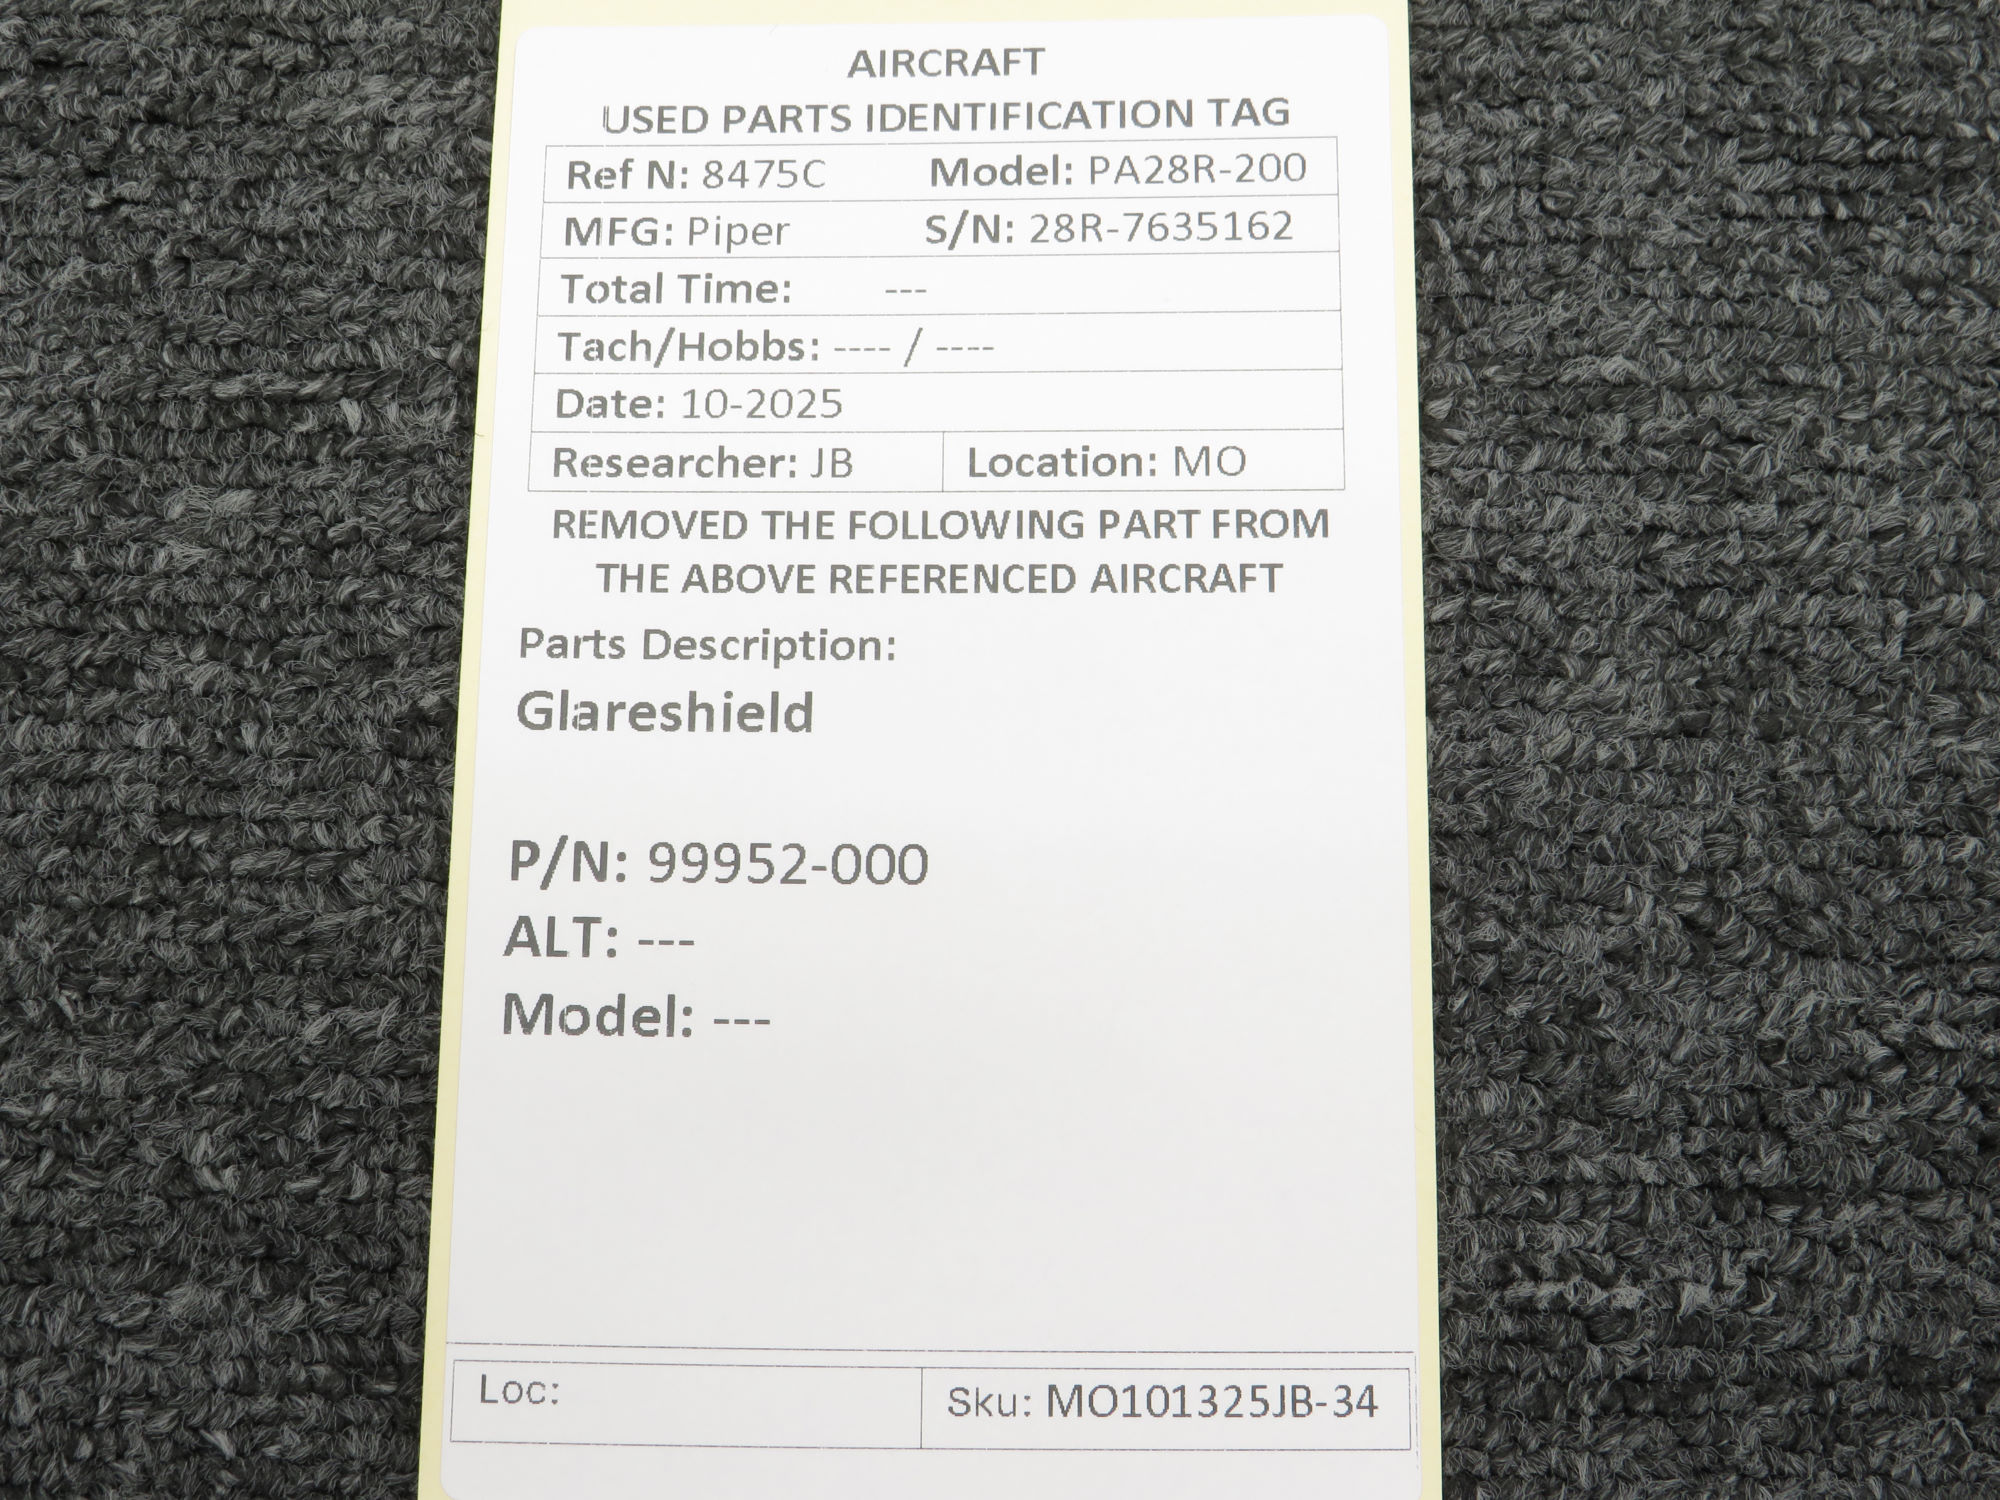 AIRCRAFT
USED PARTS IDENTIFICATION TAG
Ref N: 8475C Model: PA28R-200
MFG: Piper S/N: 28R-7635162
Total Time: ---
Tach/Hobbs: ---- / ----
Date: 10-2025
Researcher: JB Location: MO
REMOVED THE FOLLOWING PART FROM
THE ABOVE REFERENCED AIRCRAFT
Parts Description:
Glareshield
P/N: 99952-000
ALT: ---
Model: ---
Loc: Sku: MO101325JB-34